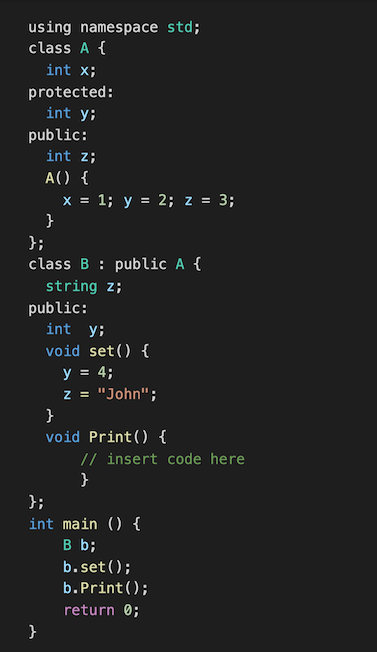 using namespace std;
class A {
  int x;
protected:
  int y;
public:
  int z;
  A() {
    x = 1; y = 2; z = 3;
  }
};
class B : public A {
  string z;
public:
  int  y;
  void set() {
    y = 4;
    z = "John";
  }
  void Print() {
      // insert code here
      }
};
int main () {
    B b;
    b.set();
    b.Print();
    return 0;
}